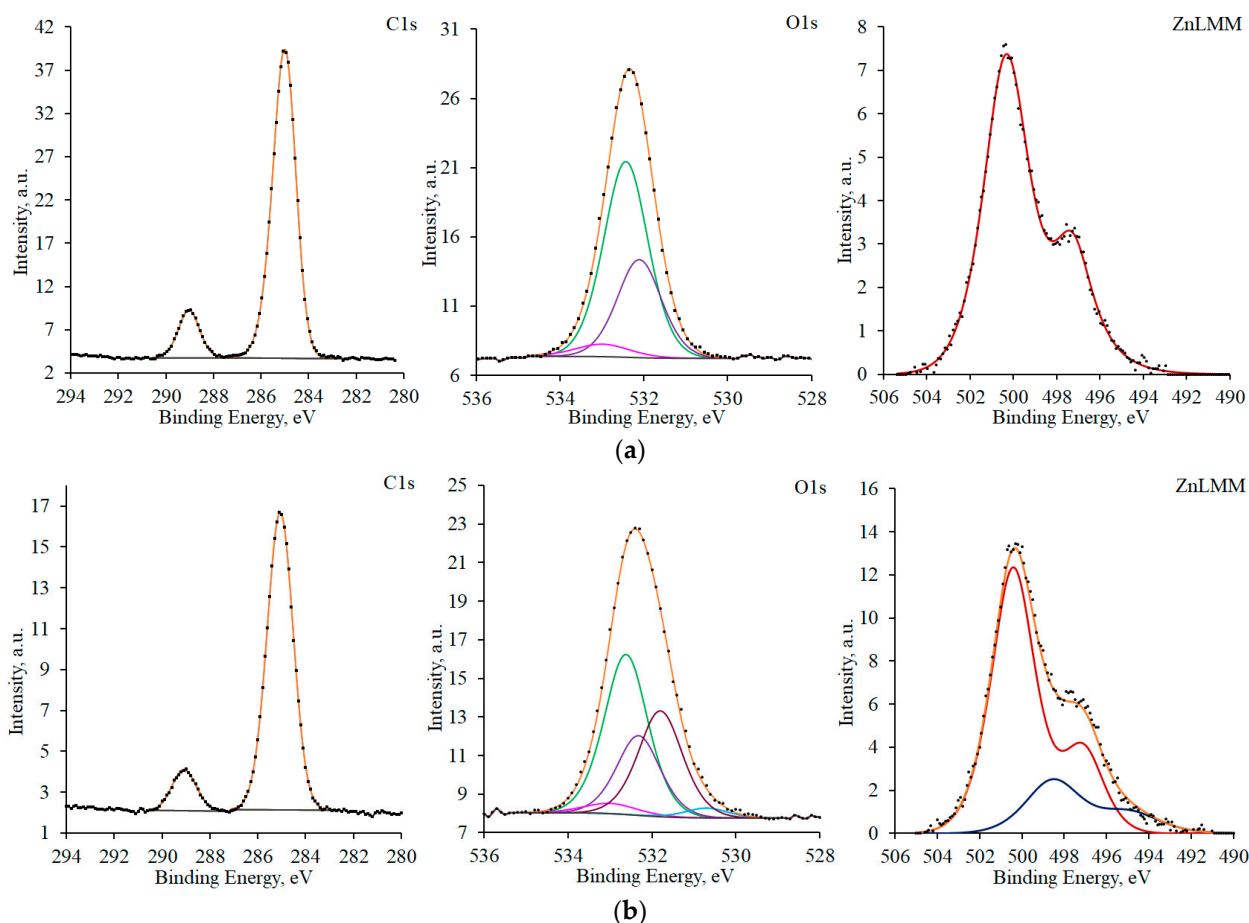 C1s
42
37
32
27
22
17
12
7
2
Intensity, a.u.
294 292 290 288 286 284 282 280
Binding Energy, eV
O1s
31
26
21
16
11
6
Intensity, a.u.
536 534 532 530 528
Binding Energy, eV
ZnLMM
8
7
6
5
4
3
2
1
0
Intensity, a.u.
506 504 502 500 498 496 494 492 490
Binding Energy, eV
(a)
C1s
17
15
13
11
9
7
5
3
1
Intensity, a.u.
294 292 290 288 286 284 282 280
Binding Energy, eV
O1s
25
23
21
19
17
15
13
11
9
7
Intensity, a.u.
536 534 532 530 528
Binding Energy, eV
ZnLMM
16
14
12
10
8
6
4
2
0
Intensity, a.u.
506 504 502 500 498 496 494 492 490
Binding Energy, eV
(b)